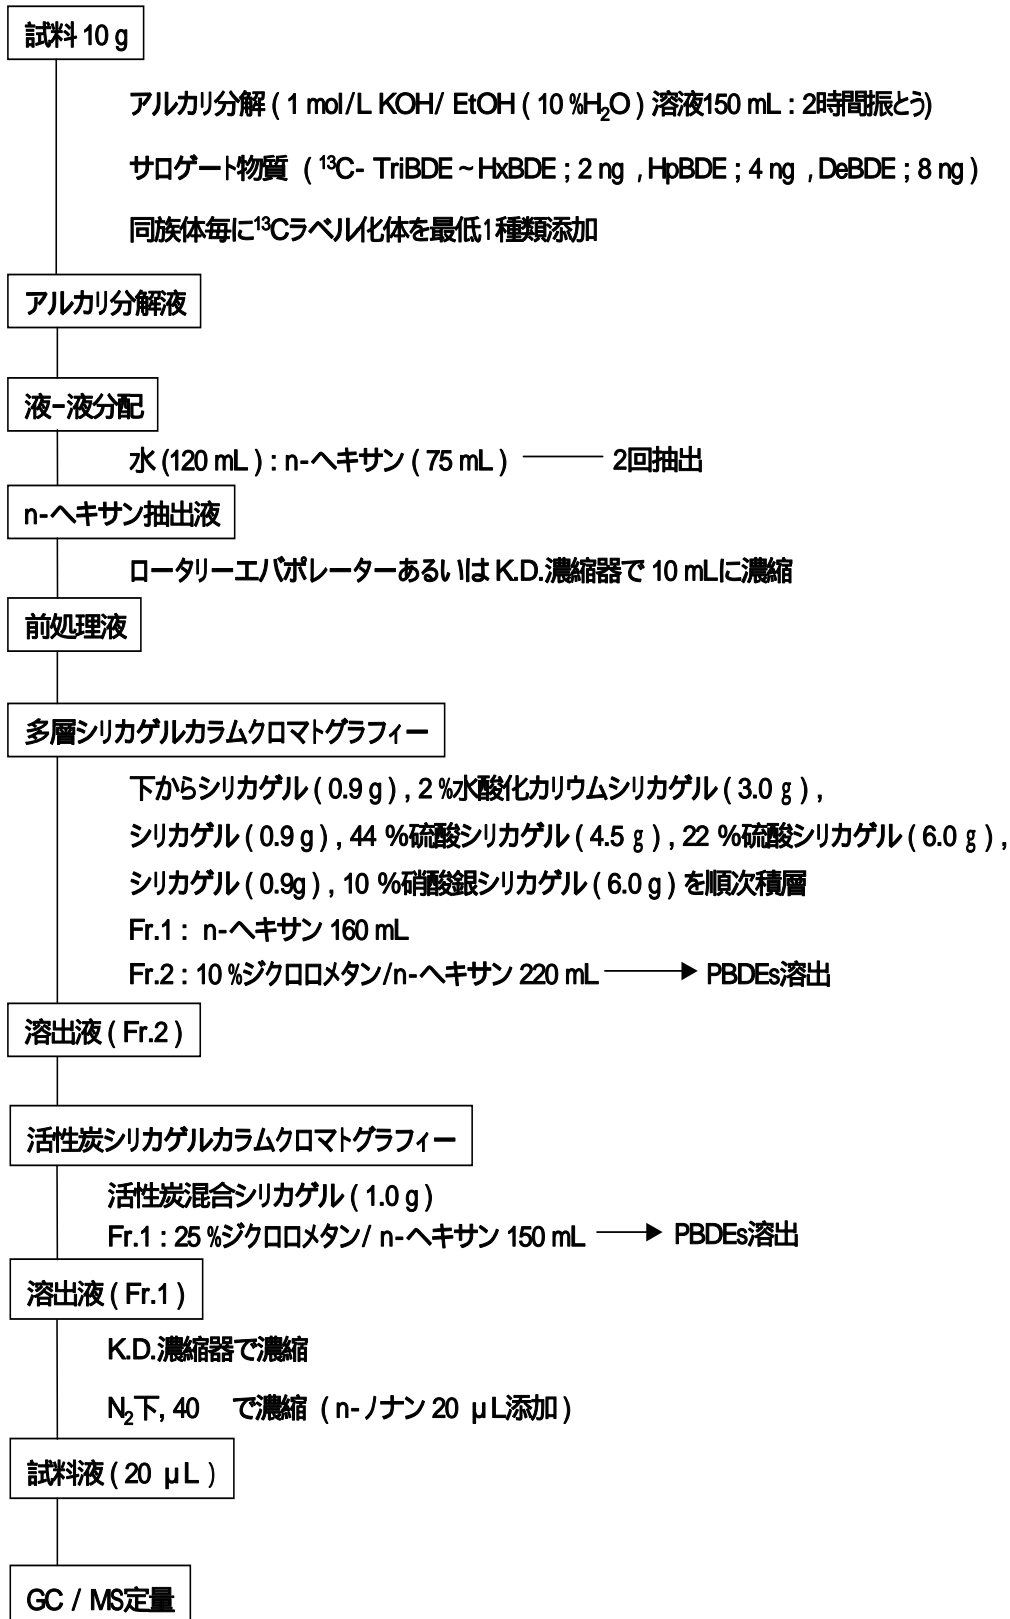 試料 10 g
アルカリ分解 ( 1 mol/L KOH/ EtOH ( 10 %H₂O ) 溶液150 mL : 2時間振とう)
サロゲート物質 ( ¹³C- TriBDE ~ HxBDE ; 2 ng , HpBDE ; 4 ng , DeBDE ; 8 ng )
同族体毎に¹³Cラベル化体を最低1種類添加
アルカリ分解液
液-液分配
水 (120 mL ) : n-ヘキサン ( 75 mL ) 2回抽出
n-ヘキサン抽出液
ロータリーエバポレーターあるいは K.D.濃縮器で 10 mLに濃縮
前処理液
多層シリカゲルカラムクロマトグラフィー
下からシリカゲル ( 0.9 g ) , 2 %水酸化カリウムシリカゲル ( 3.0 g ) ,
シリカゲル ( 0.9 g ) , 44 %硫酸シリカゲル ( 4.5 g ) , 22 %硫酸シリカゲル ( 6.0 g ) ,
シリカゲル ( 0.9g ) , 10 %硝酸銀シリカゲル ( 6.0 g ) を順次積層
Fr.1 : n-ヘキサン 160 mL
Fr.2 : 10 %ジクロロメタン/n-ヘキサン 220 mL → PBDEs溶出
溶出液 ( Fr.2 )
活性炭シリカゲルカラムクロマトグラフィー
活性炭混合シリカゲル ( 1.0 g )
Fr.1 : 25 %ジクロロメタン/ n-ヘキサン 150 mL → PBDEs溶出
溶出液 ( Fr.1 )
K.D.濃縮器で濃縮
N₂下, 40 で濃縮 ( n-ノナン 20 μL添加 )
試料液 ( 20 μL )
GC / MS定量